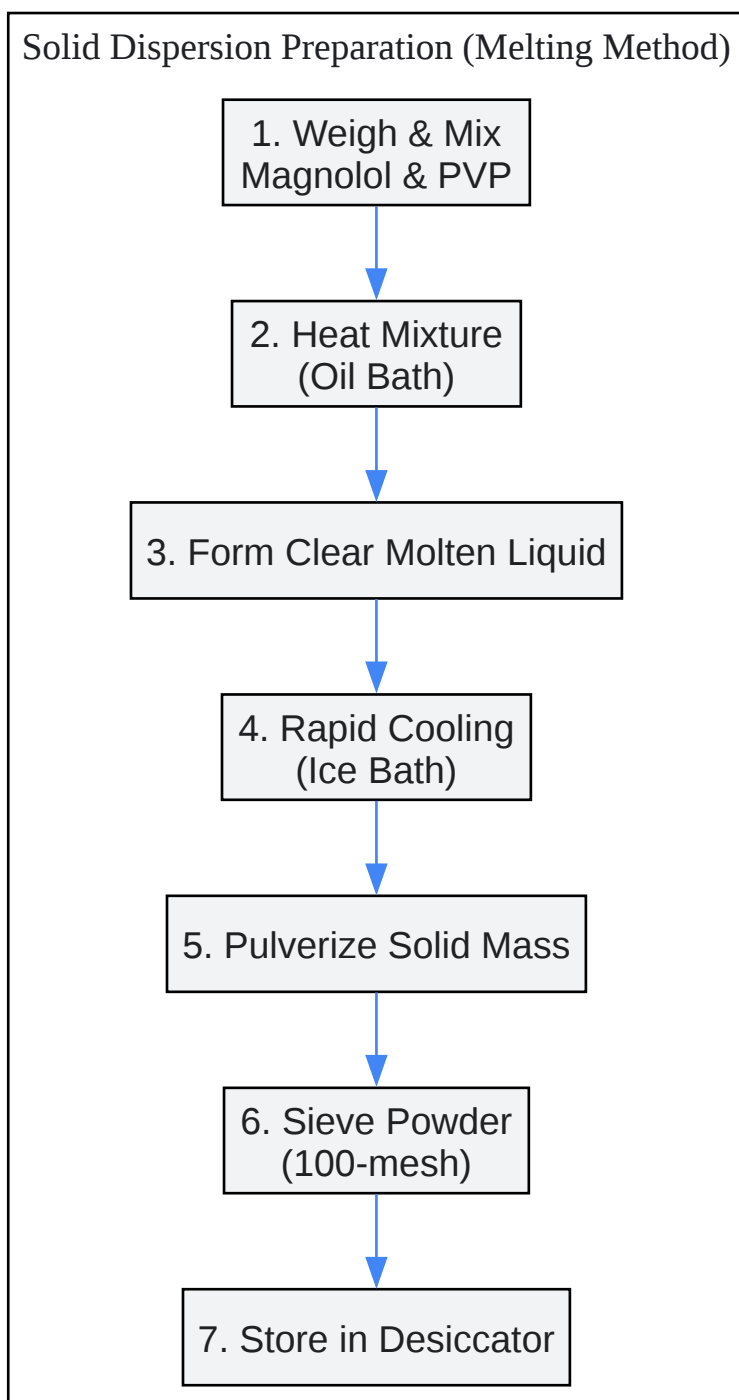 Solid Dispersion Preparation (Melting Method)
1. Weigh & Mix
Magnolol & PVP
2. Heat Mixture
(Oil Bath)
3. Form Clear Molten Liquid
4. Rapid Cooling
(Ice Bath)
5. Pulverize Solid Mass
6. Sieve Powder
(100-mesh)
7. Store in Desiccator